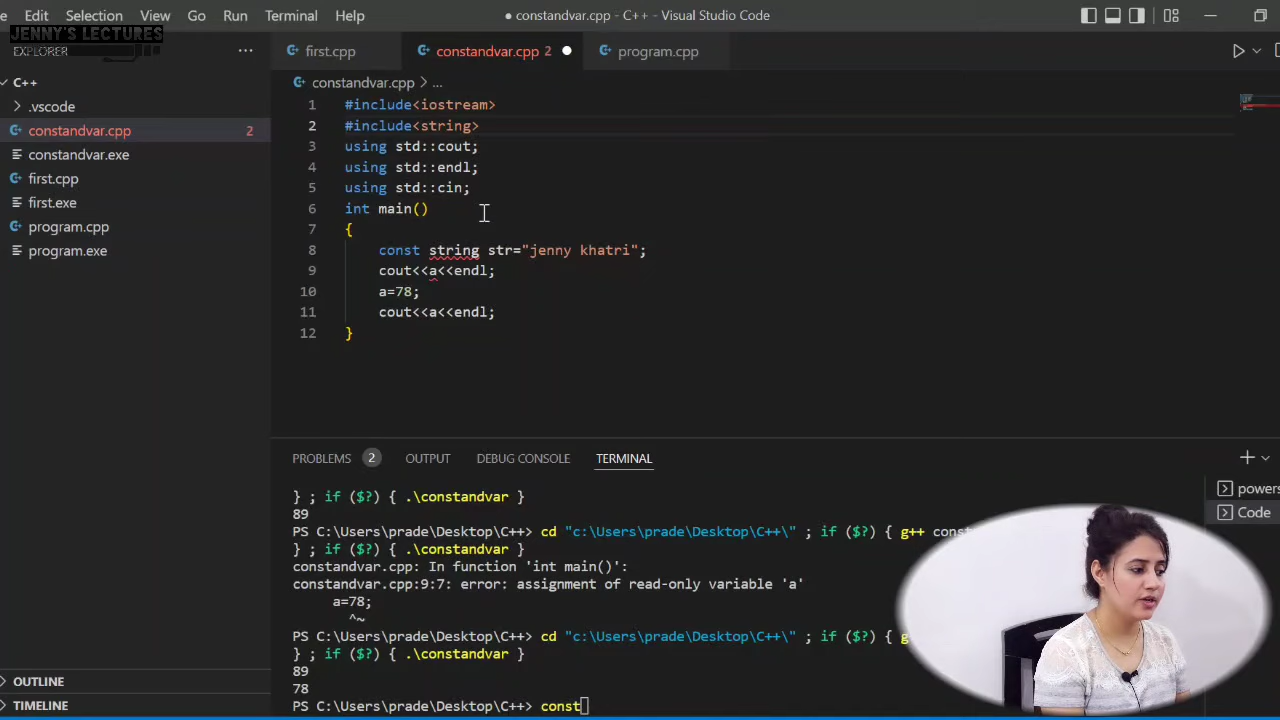 Edit Selection View Go Run Terminal Help
● constandvar.cpp - C++ - Visual Studio Code
JENNY'S LECTURES
EXPLORER ···
first.cpp
constandvar.cpp 2
program.cpp
C++
.vscode
constandvar.cpp 2
constandvar.exe
first.cpp
first.exe
program.cpp
program.exe
OUTLINE
TIMELINE
constandvar.cpp > ...
1 #include<iostream>
2 #include<string>
3 using std::cout;
4 using std::endl;
5 using std::cin;
6 int main()
7 {
8 const string str="jenny khatri";
9 cout<<a<<endl;
10 a=78;
11 cout<<a<<endl;
12 }
PROBLEMS 2 OUTPUT DEBUG CONSOLE TERMINAL
} ; if ($?) { .\constandvar }
89
PS C:\Users\prade\Desktop\C++> cd "c:\Users\prade\Desktop\C++\" ; if ($?) { g++
} ; if ($?) { .\constandvar }
constandvar.cpp: In function 'int main()':
constandvar.cpp:9:7: error: assignment of read-only variable 'a'
a=78;
^~
PS C:\Users\prade\Desktop\C++> cd "c:\Users\prade\Desktop\C++\" ; if ($?) {
} ; if ($?) { .\constandvar }
89
78
PS C:\Users\prade\Desktop\C++> const
powers
Code